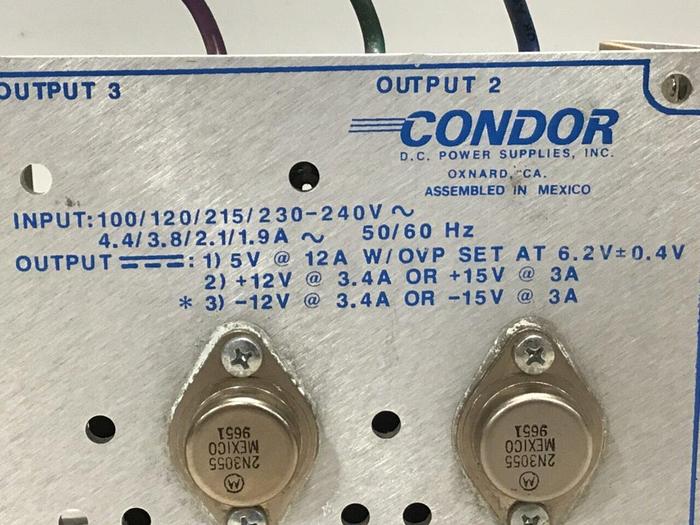 OUTPUT 3
OUTPUT 2
CONDOR
D.C. POWER SUPPLIES, INC.
OXNARD, CA.
ASSEMBLED IN MEXICO
INPUT: 100/120/215/230-240V ~
4.4/3.8/2.1/1.9A ~ 50/60 Hz
OUTPUT ⎓: 1) 5V @ 12A W/OVP SET AT 6.2V±0.4V
2) +12V @ 3.4A OR +15V @ 3A
* 3) -12V @ 3.4A OR -15V @ 3A
2N3055
MEXICO
9651
2N3055
MEXICO
9651